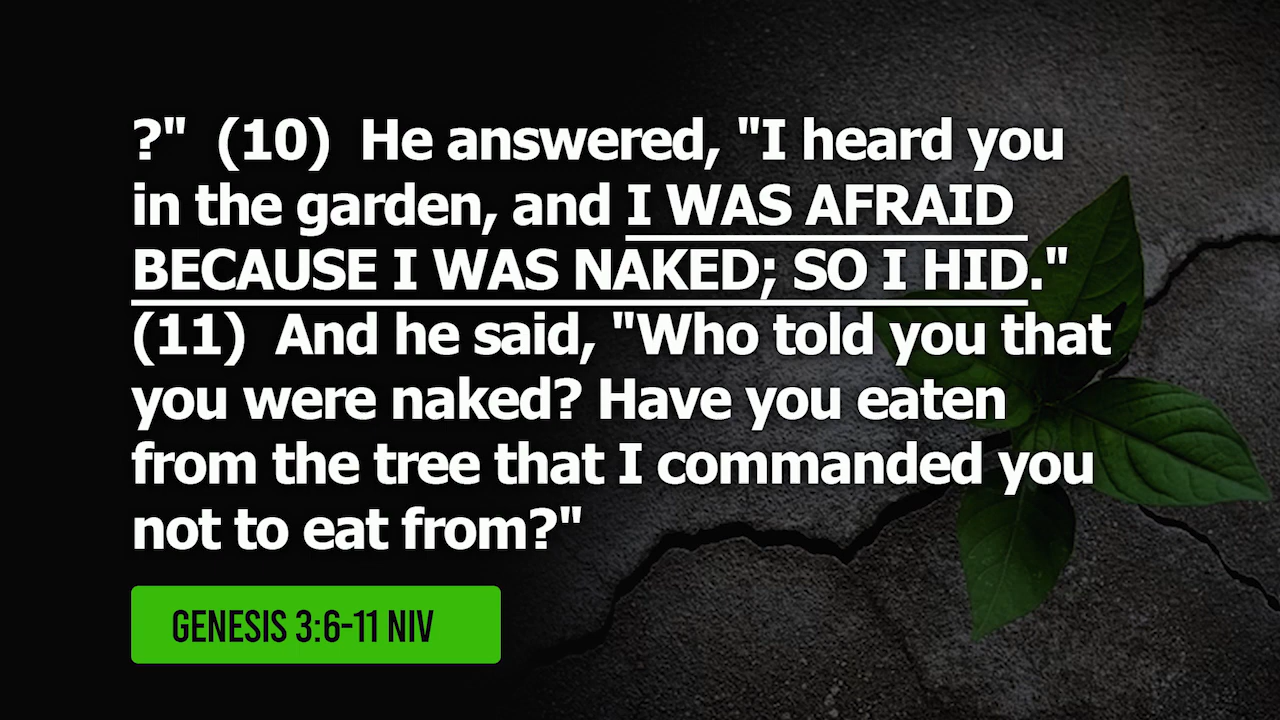 ?"  (10)  He answered, "I heard you
in the garden, and I WAS AFRAID
BECAUSE I WAS NAKED; SO I HID."
(11)  And he said, "Who told you that
you were naked? Have you eaten
from the tree that I commanded you
not to eat from?"
GENESIS 3:6-11 NIV